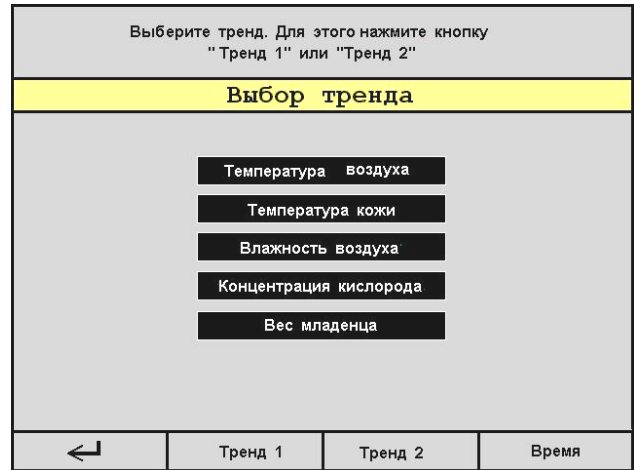 Выберите тренд. Для этого нажмите кнопку
"Тренд 1" или "Тренд 2"
Выбор тренда
Температура воздуха
Температура кожи
Влажность воздуха
Концентрация кислорода
Вес младенца
Тренд 1 Тренд 2 Время